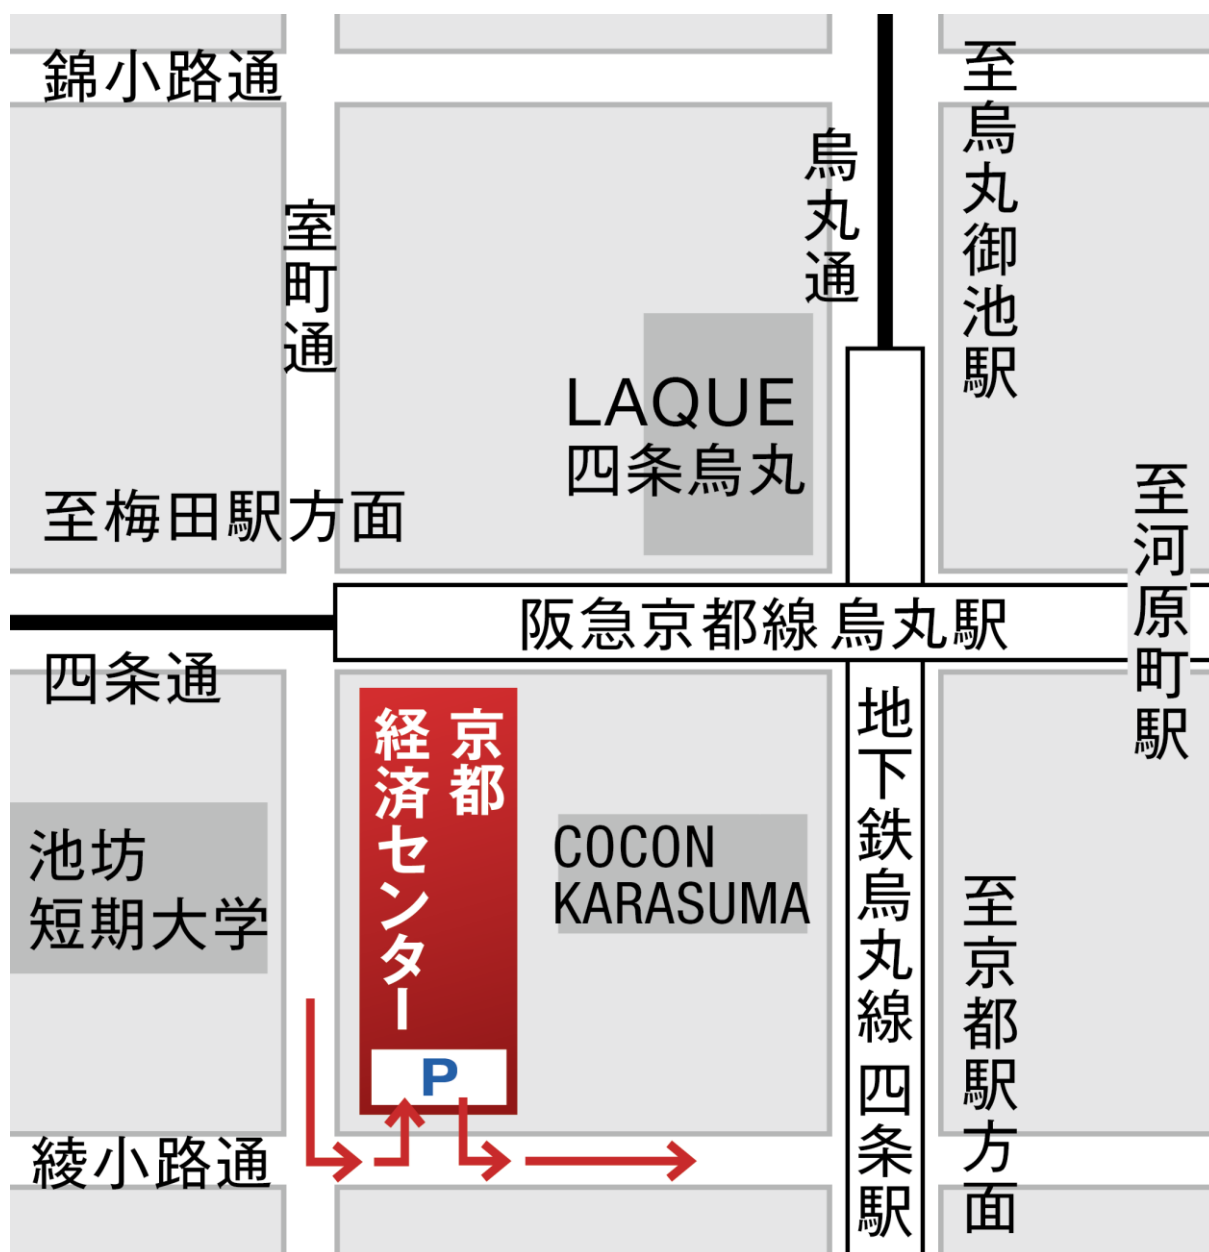 錦小路通
室町通
烏丸通
至烏丸御池駅
LAQUE
四条烏丸
至梅田駅方面
至河原町駅
阪急京都線 烏丸駅
四条通
京都
経済センター
P
COCON
KARASUMA
地下鉄烏丸線 四条駅
池坊
短期大学
至京都駅方面
綾小路通